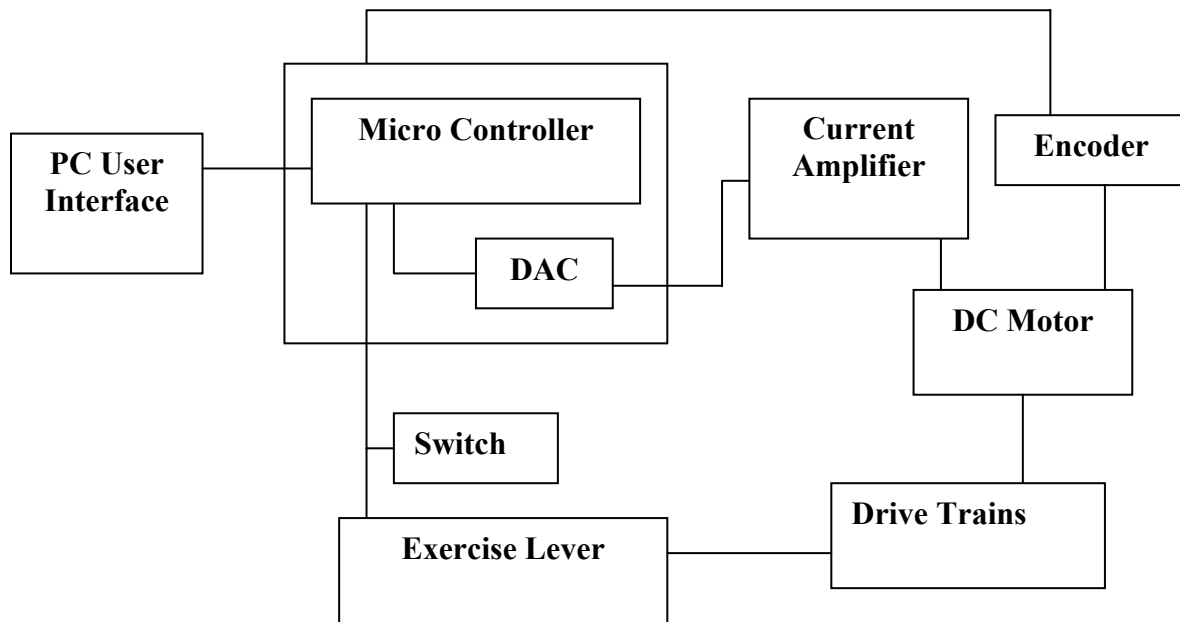 PC User
Interface
Micro Controller
DAC
Current
Amplifier
Encoder
DC Motor
Switch
Exercise Lever
Drive Trains